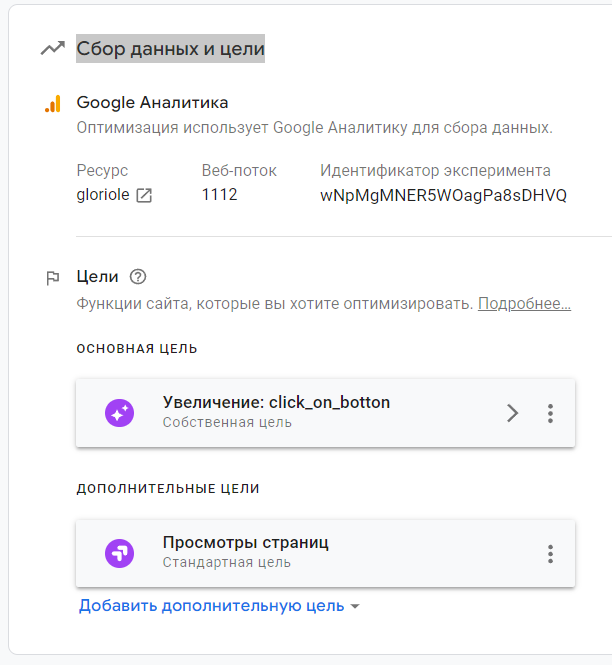 Сбор данных и цели
Google Аналитика
Оптимизация использует Google Аналитику для сбора данных.
Ресурс Веб-поток Идентификатор эксперимента
gloriole 1112 wNpMgMNER5WOagPa8sDHVQ
Цели
Функции сайта, которые вы хотите оптимизировать. Подробнее…
ОСНОВНАЯ ЦЕЛЬ
Увеличение: click_on_botton
Собственная цель
ДОПОЛНИТЕЛЬНЫЕ ЦЕЛИ
Просмотры страниц
Стандартная цель
Добавить дополнительную цель